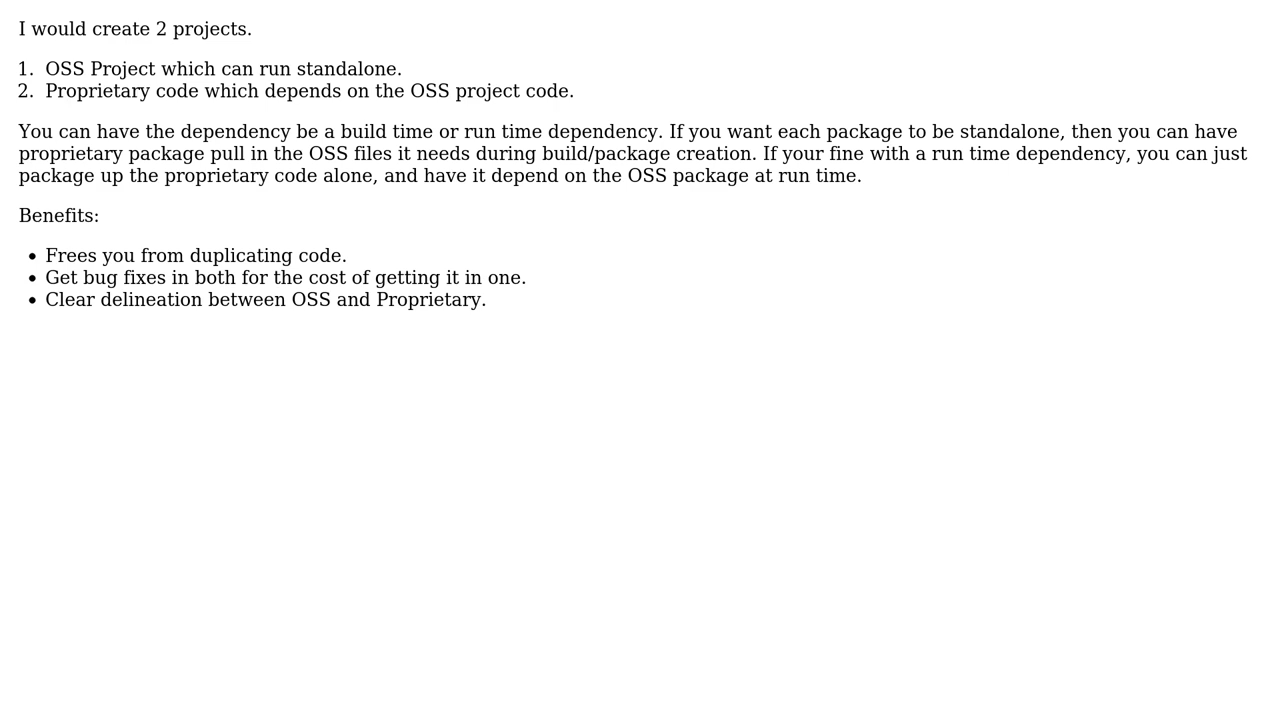 I would create 2 projects.
1. OSS Project which can run standalone.
2. Proprietary code which depends on the OSS project code.
You can have the dependency be a build time or run time dependency. If you want each package to be standalone, then you can have
proprietary package pull in the OSS files it needs during build/package creation. If your fine with a run time dependency, you can just
package up the proprietary code alone, and have it depend on the OSS package at run time.
Benefits:
• Frees you from duplicating code.
• Get bug fixes in both for the cost of getting it in one.
• Clear delineation between OSS and Proprietary.